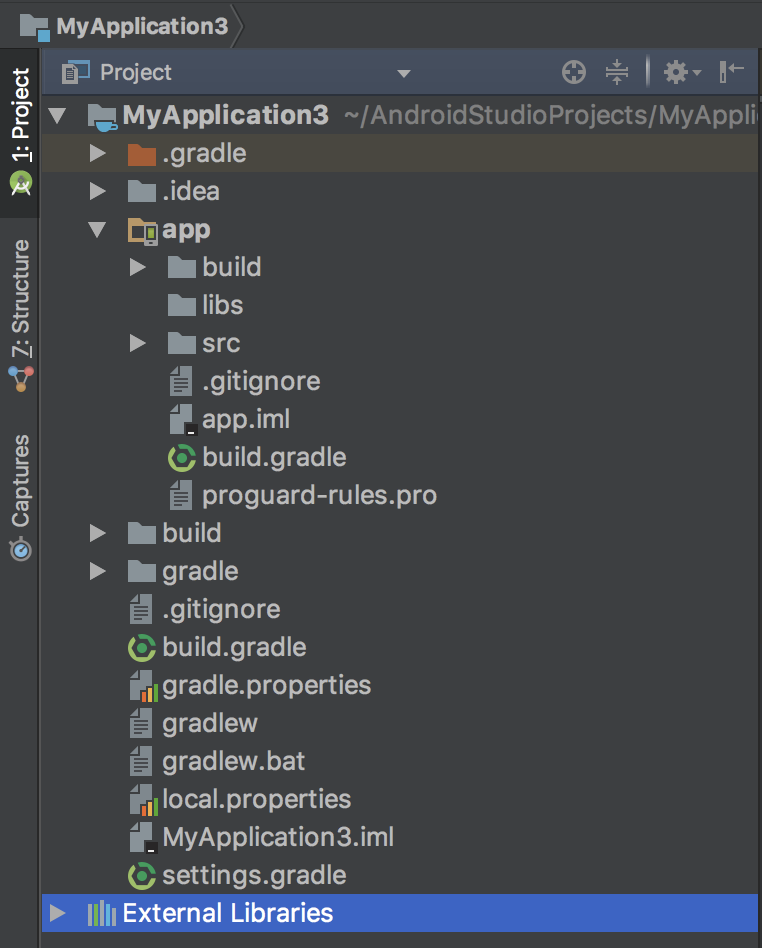 MyApplication3
Project
MyApplication3 ~/AndroidStudioProjects/MyAppli
.gradle
.idea
app
build
libs
src
.gitignore
app.iml
build.gradle
proguard-rules.pro
build
gradle
.gitignore
build.gradle
gradle.properties
gradlew
gradlew.bat
local.properties
MyApplication3.iml
settings.gradle
External Libraries
1: Project
7: Structure
Captures